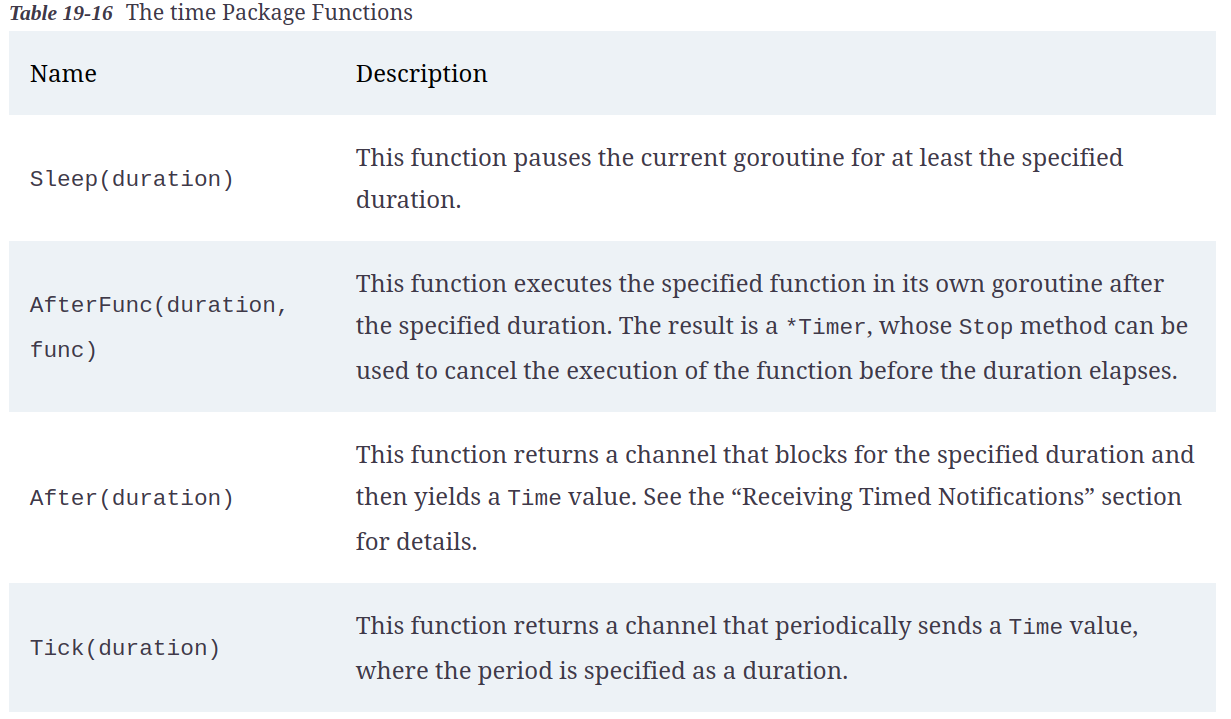 Table 19-16 The time Package Functions
Name Description
Sleep(duration)
This function pauses the current goroutine for at least the specified
duration.
AfterFunc(duration,
func)
This function executes the specified function in its own goroutine after
the specified duration. The result is a *Timer, whose Stop method can be
used to cancel the execution of the function before the duration elapses.
After(duration)
This function returns a channel that blocks for the specified duration and
then yields a Time value. See the “Receiving Timed Notifications” section
for details.
Tick(duration)
This function returns a channel that periodically sends a Time value,
where the period is specified as a duration.